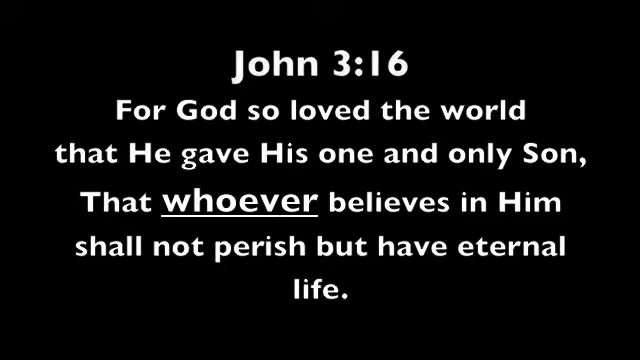 John 3:16
For God so loved the world
that He gave His one and only Son,
That whoever believes in Him
shall not perish but have eternal
life.